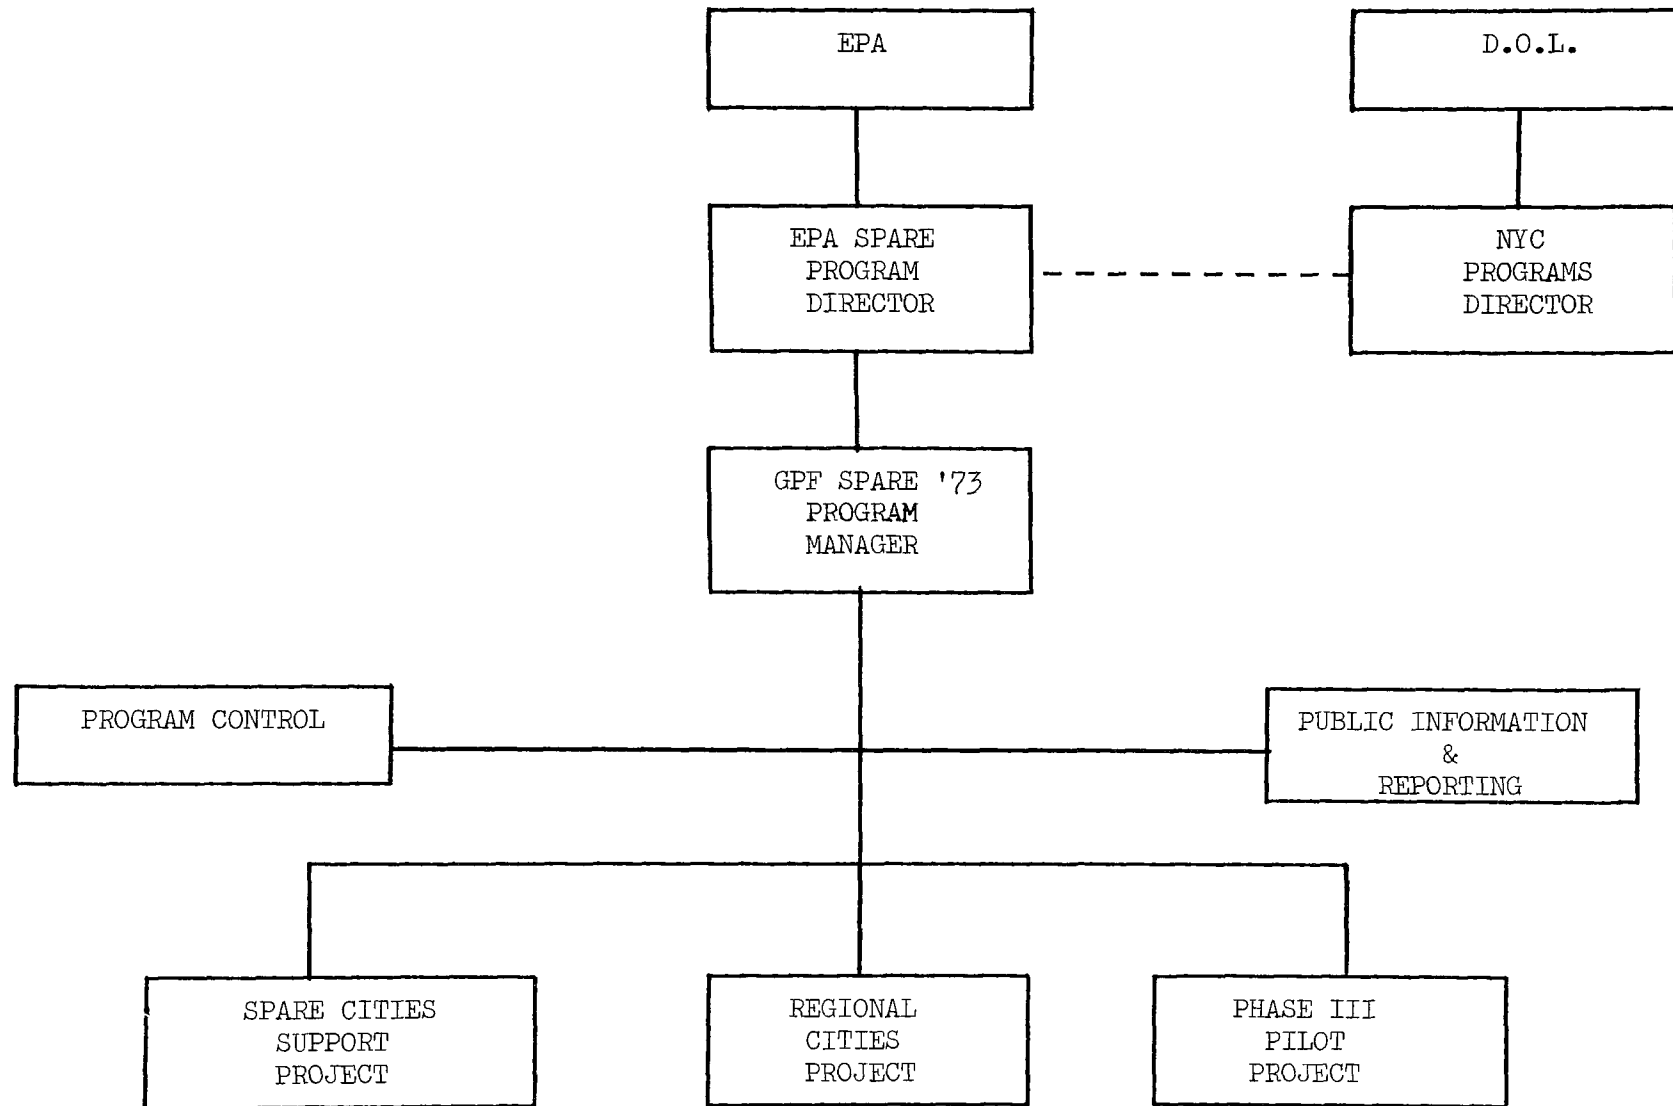 EPA
D.O.L.
EPA SPARE
PROGRAM
DIRECTOR
NYC
PROGRAMS
DIRECTOR
GPF SPARE '73
PROGRAM
MANAGER
PROGRAM CONTROL
PUBLIC INFORMATION
&
REPORTING
SPARE CITIES
SUPPORT
PROJECT
REGIONAL
CITIES
PROJECT
PHASE III
PILOT
PROJECT